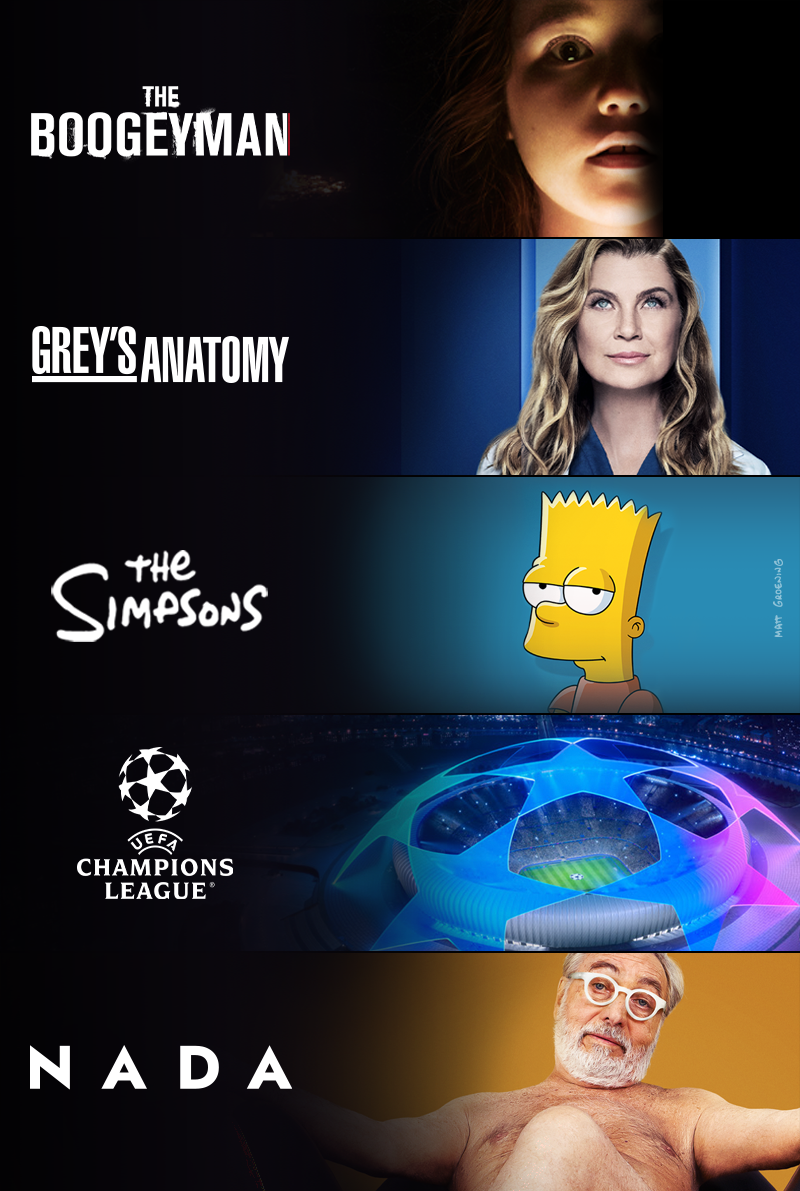 THE
BOOGEYMAN
GREY'S ANATOMY
THE
SIMPSONS
MATT GROENING
UEFA
CHAMPIONS
LEAGUE®
NADA